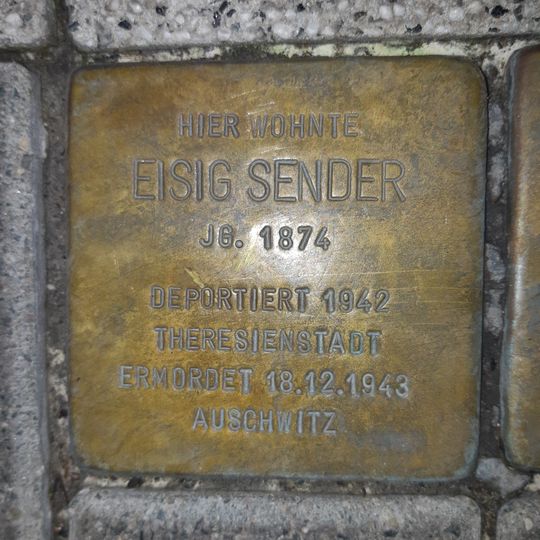 HIER WOHNTE
EISIG SENDER
JG. 1874
DEPORTIERT 1942
THERESIENSTADT
ERMORDET 18.12.1943
AUSCHWITZ